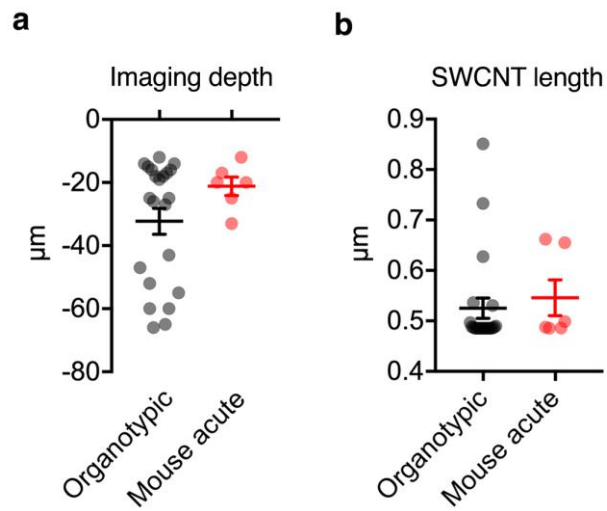 a
Imaging depth
µm
0
-20
-40
-60
-80
Organotypic
Mouse acute
b
SWCNT length
µm
0.9
0.8
0.7
0.6
0.5
0.4
Organotypic
Mouse acute